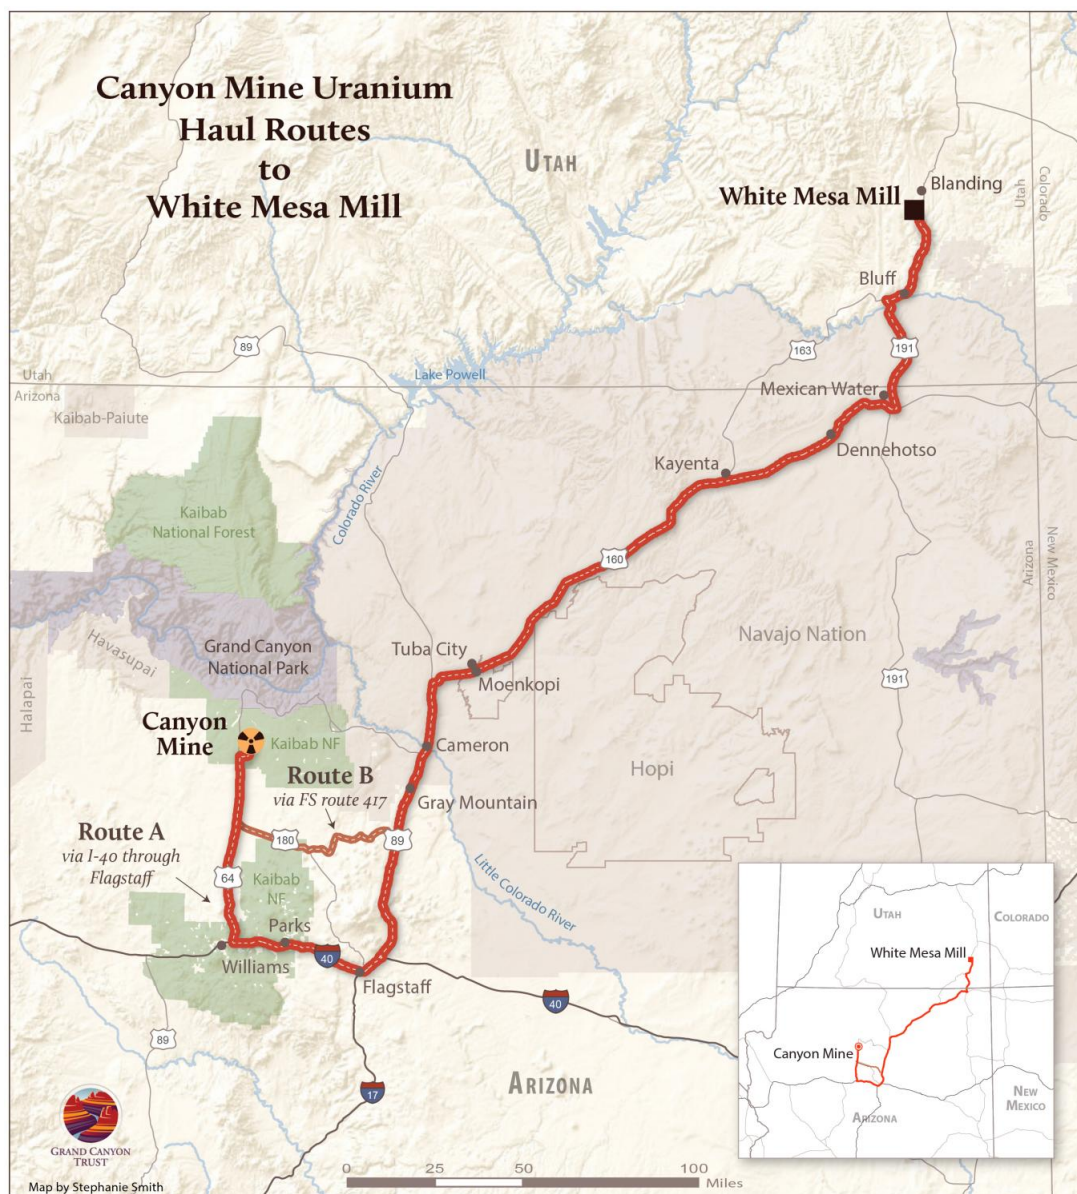 Canyon Mine Uranium
Haul Routes
to
White Mesa Mill
UTAH
Blanding
White Mesa Mill
Utah
Colorado
Bluff
89
163
191
Lake Powell
Utah
Arizona
Mexican Water
Kaibab-Paiute
Dennehotso
Kayenta
Colorado River
Kaibab
National Forest
160
Arizona
New Mexico
Havasupai
Grand Canyon
National Park
Tuba City
Navajo Nation
Moenkopi
191
Halapai
Canyon
Mine
Kaibab NF
Cameron
Hopi
Route B
via FS route 417
Gray Mountain
Route A
via I-40 through
Flagstaff
180
89
64
Kaibab
NF
Little Colorado River
Parks
Williams
40
Flagstaff
40
89
ARIZONA
17
UTAH
COLORADO
White Mesa Mill
Canyon Mine
NEW
MEXICO
ARIZONA
GRAND CANYON
TRUST
Map by Stephanie Smith
0 25 50 100
Miles